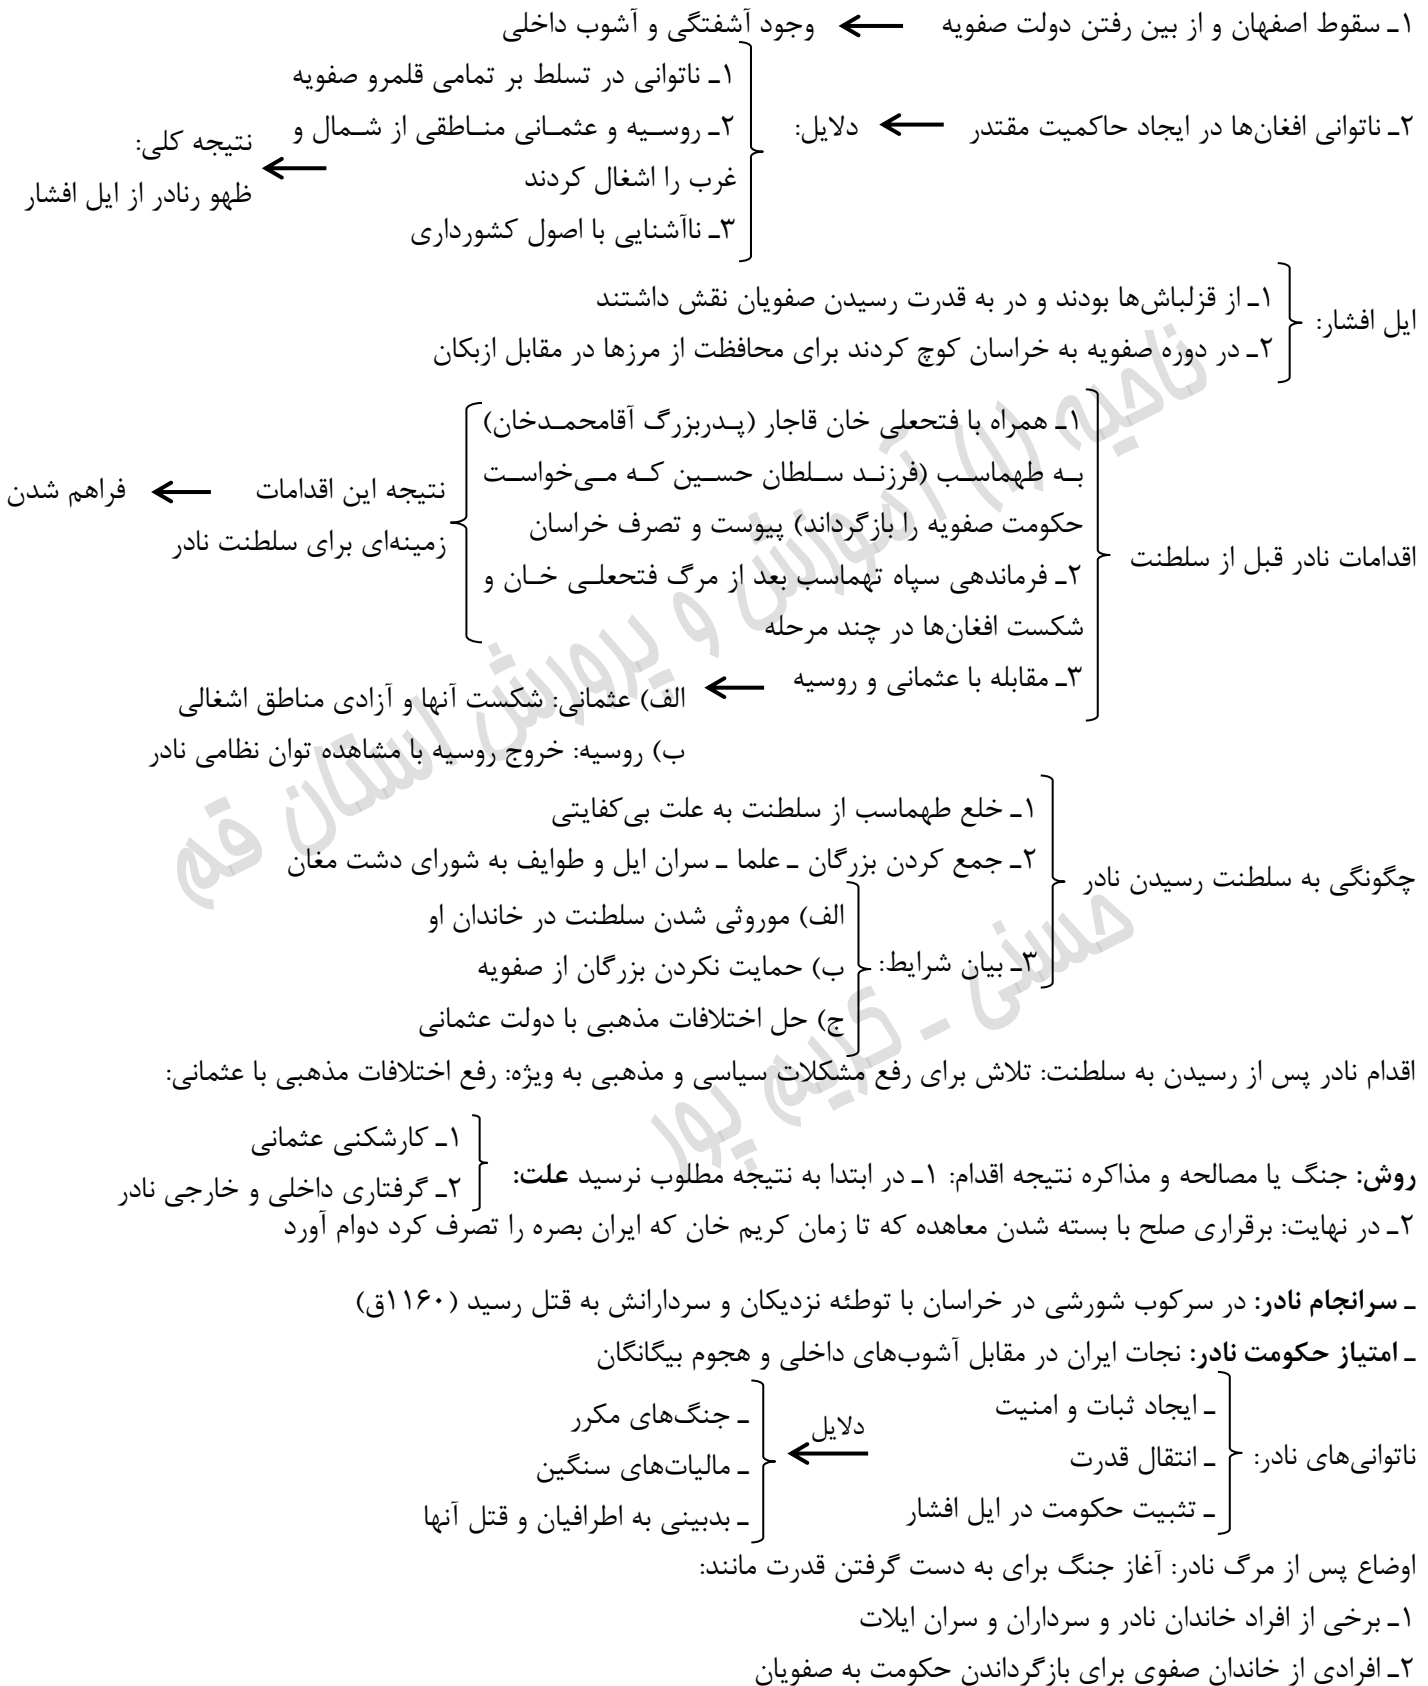 ۱ـ سقوط اصفهان و از بین رفتن دولت صفویه ← وجود آشفتگی و آشوب داخلی
۲ـ ناتوانی افغان‌ها در ایجاد حاکمیت مقتدر ← دلایل:
۱ـ ناتوانی در تسلط بر تمامی قلمرو صفویه
۲ـ روسیه و عثمانی مناطقی از شمال و
غرب را اشغال کردند
۳ـ ناآشنایی با اصول کشورداری
← نتیجه کلی:
ظهو رنادر از ایل افشار
ایل افشار:
۱ـ از قزلباش‌ها بودند و در به قدرت رسیدن صفویان نقش داشتند
۲ـ در دوره صفویه به خراسان کوچ کردند برای محافظت از مرزها در مقابل ازبکان
اقدامات نادر قبل از سلطنت
۱ـ همراه با فتحعلی خان قاجار (پدربزرگ آقامحمدخان)
به طهماسب (فرزند سلطان حسین که می‌خواست
حکومت صفویه را بازگرداند) پیوست و تصرف خراسان
۲ـ فرماندهی سپاه تهماسب بعد از مرگ فتحعلی خان و
شکست افغان‌ها در چند مرحله
نتیجه این اقدامات ← فراهم شدن
زمینه‌ای برای سلطنت نادر
۳ـ مقابله با عثمانی و روسیه ← الف) عثمانی: شکست آنها و آزادی مناطق اشغالی
ب) روسیه: خروج روسیه با مشاهده توان نظامی نادر
چگونگی به سلطنت رسیدن نادر
۱ـ خلع طهماسب از سلطنت به علت بی‌کفایتی
۲ـ جمع کردن بزرگان ـ علما ـ سران ایل و طوایف به شورای دشت مغان
۳ـ بیان شرایط:
الف) موروثی شدن سلطنت در خاندان او
ب) حمایت نکردن بزرگان از صفویه
ج) حل اختلافات مذهبی با دولت عثمانی
اقدام نادر پس از رسیدن به سلطنت: تلاش برای رفع مشکلات سیاسی و مذهبی به ویژه: رفع اختلافات مذهبی با عثمانی:
روش: جنگ یا مصالحه و مذاکره نتیجه اقدام: ۱ـ در ابتدا به نتیجه مطلوب نرسید علت:
۱ـ کارشکنی عثمانی
۲ـ گرفتاری داخلی و خارجی نادر
۲ـ در نهایت: برقراری صلح با بسته شدن معاهده که تا زمان کریم خان که ایران بصره را تصرف کرد دوام آورد
ـ سرانجام نادر: در سرکوب شورشی در خراسان با توطئه نزدیکان و سردارانش به قتل رسید (۱۱۶۰ق)
ـ امتیاز حکومت نادر: نجات ایران در مقابل آشوب‌های داخلی و هجوم بیگانگان
ناتوانی‌های نادر:
ـ ایجاد ثبات و امنیت
ـ انتقال قدرت
ـ تثبیت حکومت در ایل افشار
دلایل ←
ـ جنگ‌های مکرر
ـ مالیات‌های سنگین
ـ بدبینی به اطرافیان و قتل آنها
اوضاع پس از مرگ نادر: آغاز جنگ برای به دست گرفتن قدرت مانند:
۱ـ برخی از افراد خاندان نادر و سرداران و سران ایلات
۲ـ افرادی از خاندان صفوی برای بازگرداندن حکومت به صفویان
ناحیه (۱) آموزش و پرورش استان قم
حسنی ـ کریم پور